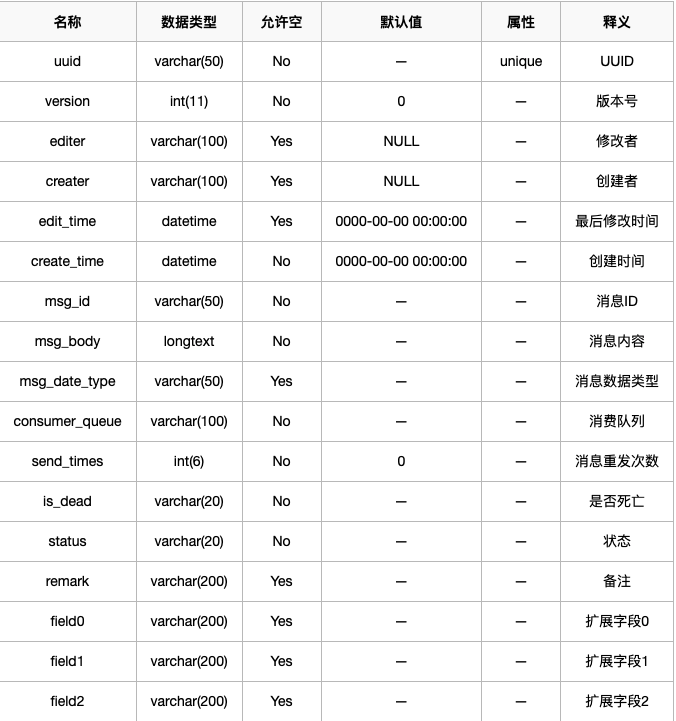 名称 数据类型 允许空 默认值 属性 释义
uuid varchar(50) No — unique UUID
version int(11) No 0 — 版本号
editer varchar(100) Yes NULL — 修改者
creater varchar(100) Yes NULL — 创建者
edit_time datetime Yes 0000-00-00 00:00:00 — 最后修改时间
create_time datetime No 0000-00-00 00:00:00 — 创建时间
msg_id varchar(50) No — — 消息ID
msg_body longtext No — — 消息内容
msg_date_type varchar(50) Yes — — 消息数据类型
consumer_queue varchar(100) No — — 消费队列
send_times int(6) No 0 — 消息重发次数
is_dead varchar(20) No — — 是否死亡
status varchar(20) No — — 状态
remark varchar(200) Yes — — 备注
field0 varchar(200) Yes — — 扩展字段0
field1 varchar(200) Yes — — 扩展字段1
field2 varchar(200) Yes — — 扩展字段2